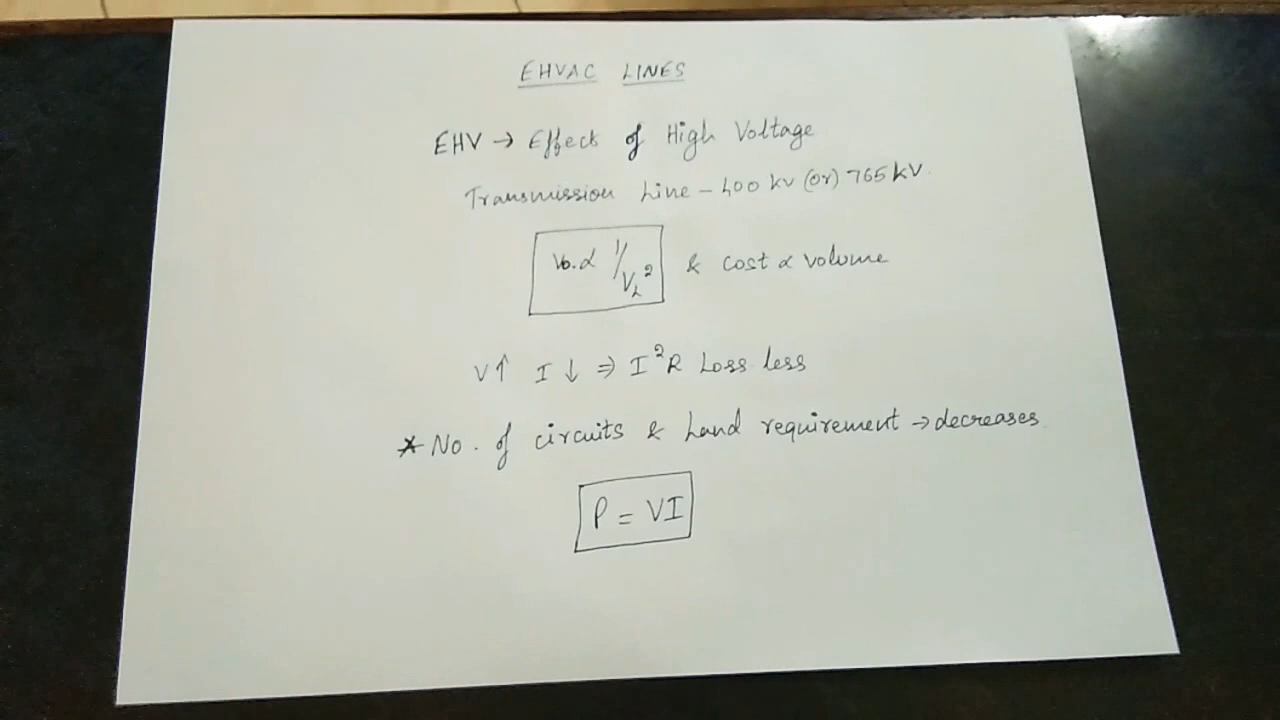 EHVAC LINES
EHV → Effect of High Voltage
Transmission Line - 400 kv (or) 765 kV.
Vo. α 1/V_L² & cost α volume
V↑ I↓ ⇒ I²R Loss less
* No. of circuits & Land requirement → decreases
P = VI